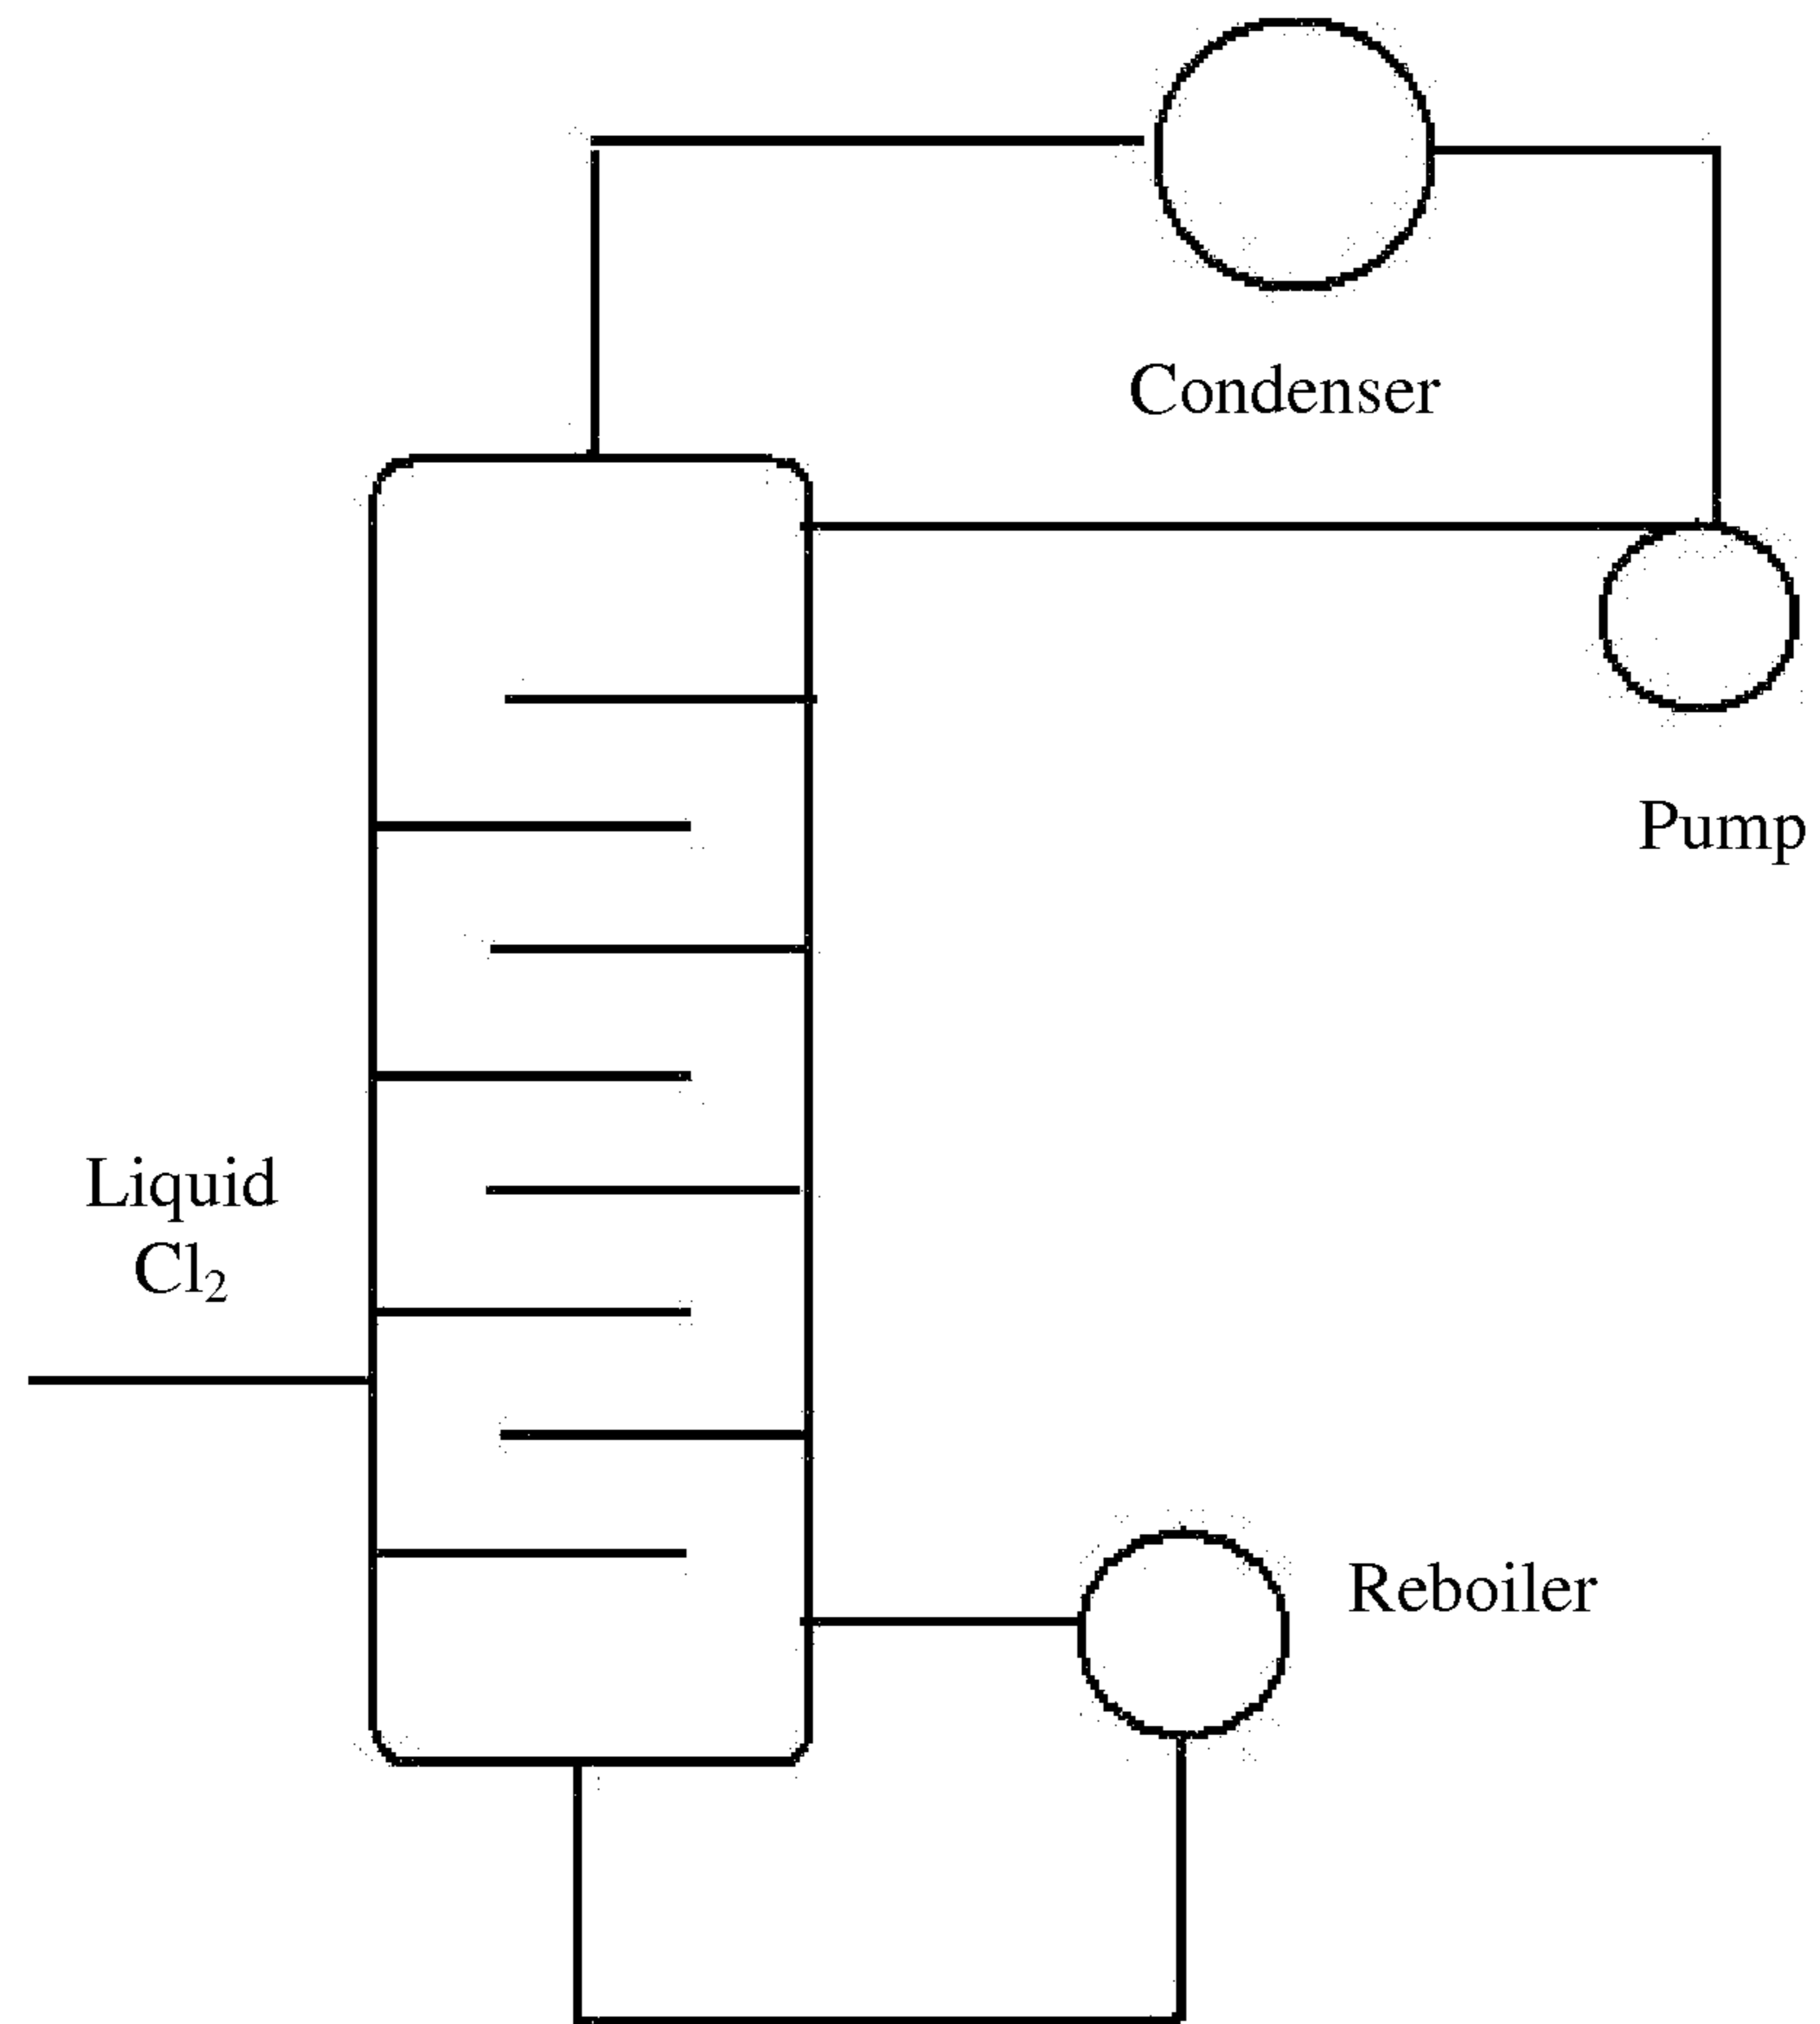 Condenser
Pump
Liquid
Cl₂
Reboiler